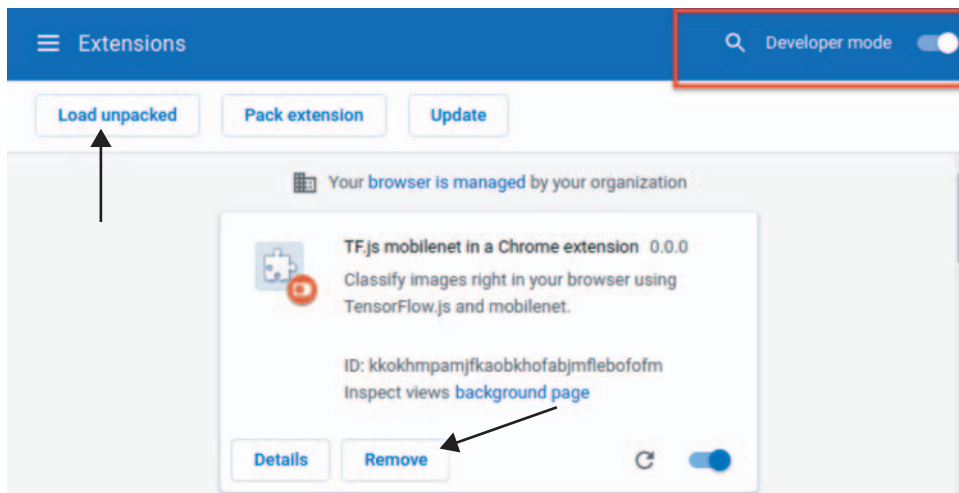 Extensions
Developer mode
Load unpacked
Pack extension
Update
Your browser is managed by your organization
TF.js mobilenet in a Chrome extension 0.0.0
Classify images right in your browser using
TensorFlow.js and mobilenet.
ID: kkokhmpamjfkaobkhofabjmflebofofm
Inspect views background page
Details
Remove